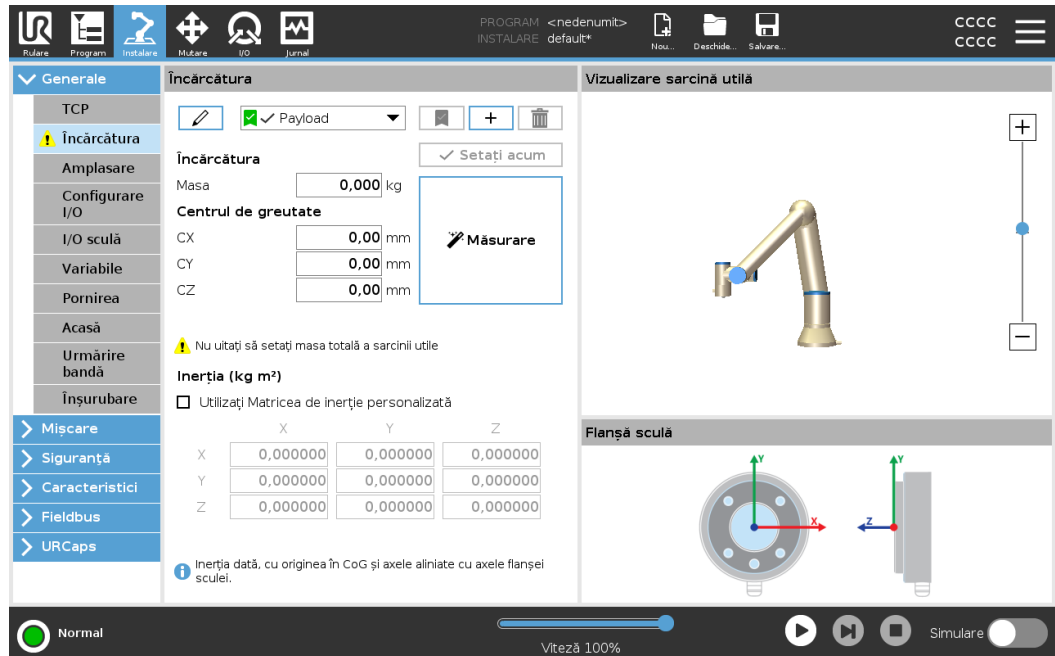 PROGRAM <nedenumit>
INSTALARE default*
Rulare
Program
Instalare
Mutare
I/O
Jurnal
Nou...
Deschide...
Salvare...
CCCC
CCCC
Generale
TCP
Încărcătura
Amplasare
Configurare
I/O
I/O sculă
Variabile
Pornirea
Acasă
Urmărire
bandă
Înșurubare
Mișcare
Siguranță
Caracteristici
Fieldbus
URCaps
Încărcătura
Payload
Setați acum
Încărcătura
Masa 0,000 kg
Centrul de greutate
CX 0,00 mm
CY 0,00 mm
CZ 0,00 mm
Măsurare
Nu uitați să setați masa totală a sarcinii utile
Inerția (kg m²)
Utilizați Matricea de inerție personalizată
X Y Z
X 0,000000 0,000000 0,000000
Y 0,000000 0,000000 0,000000
Z 0,000000 0,000000 0,000000
Inerția dată, cu originea în CoG și axele aliniate cu axele flanșei
sculei.
Vizualizare sarcină utilă
Flanșă sculă
Y
X
Y
Z
Normal
Viteză 100%
Simulare